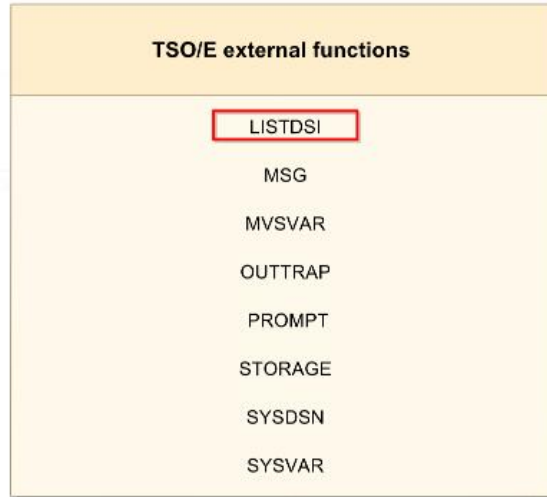 TSO/E external functions
LISTDSI
MSG
MVSVAR
OUTTRAP
PROMPT
STORAGE
SYSDSN
SYSVAR